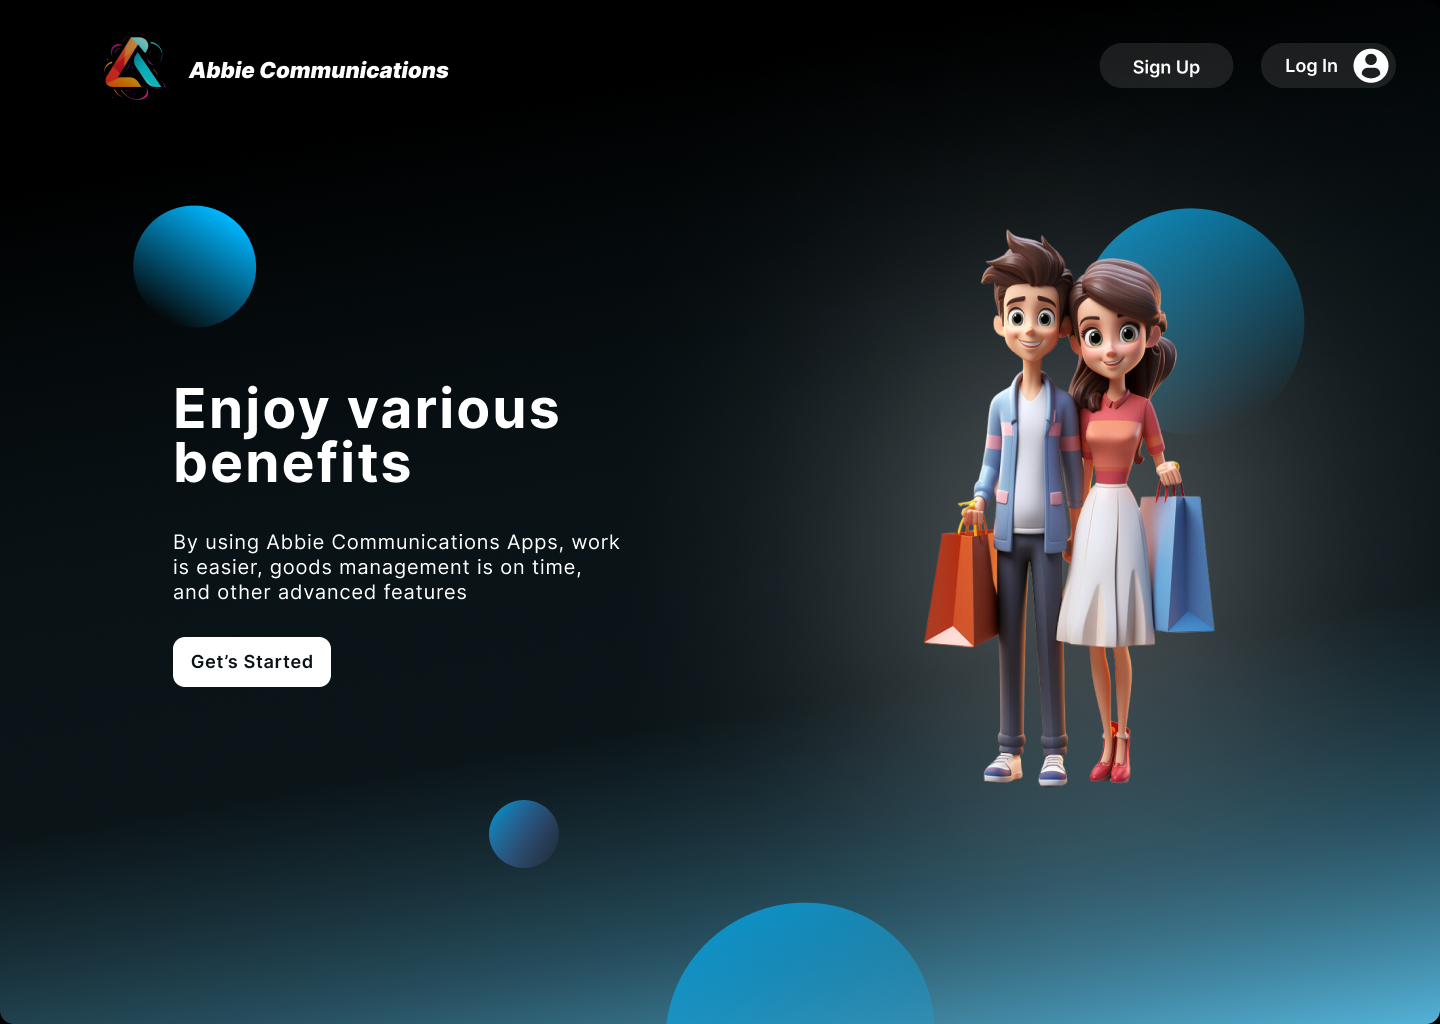 Abbie Communications
Sign Up
Log In
Enjoy various
benefits
By using Abbie Communications Apps, work
is easier, goods management is on time,
and other advanced features
Get’s Started